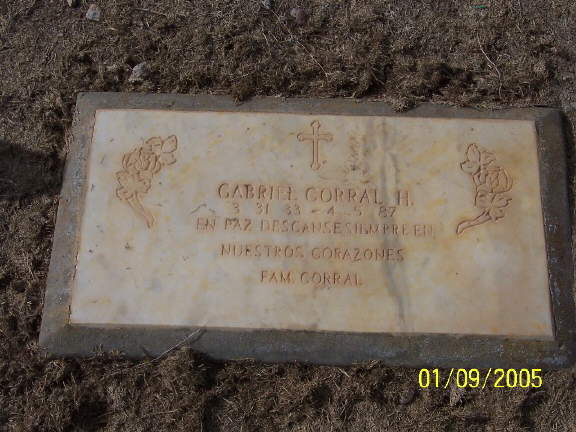 GABRIEL CORRAL H.
3 31 33 - 4 5 87
EN PAZ DESCANSE SIEMPRE EN
NUESTROS CORAZONES
FAM. CORRAL
01/09/2005